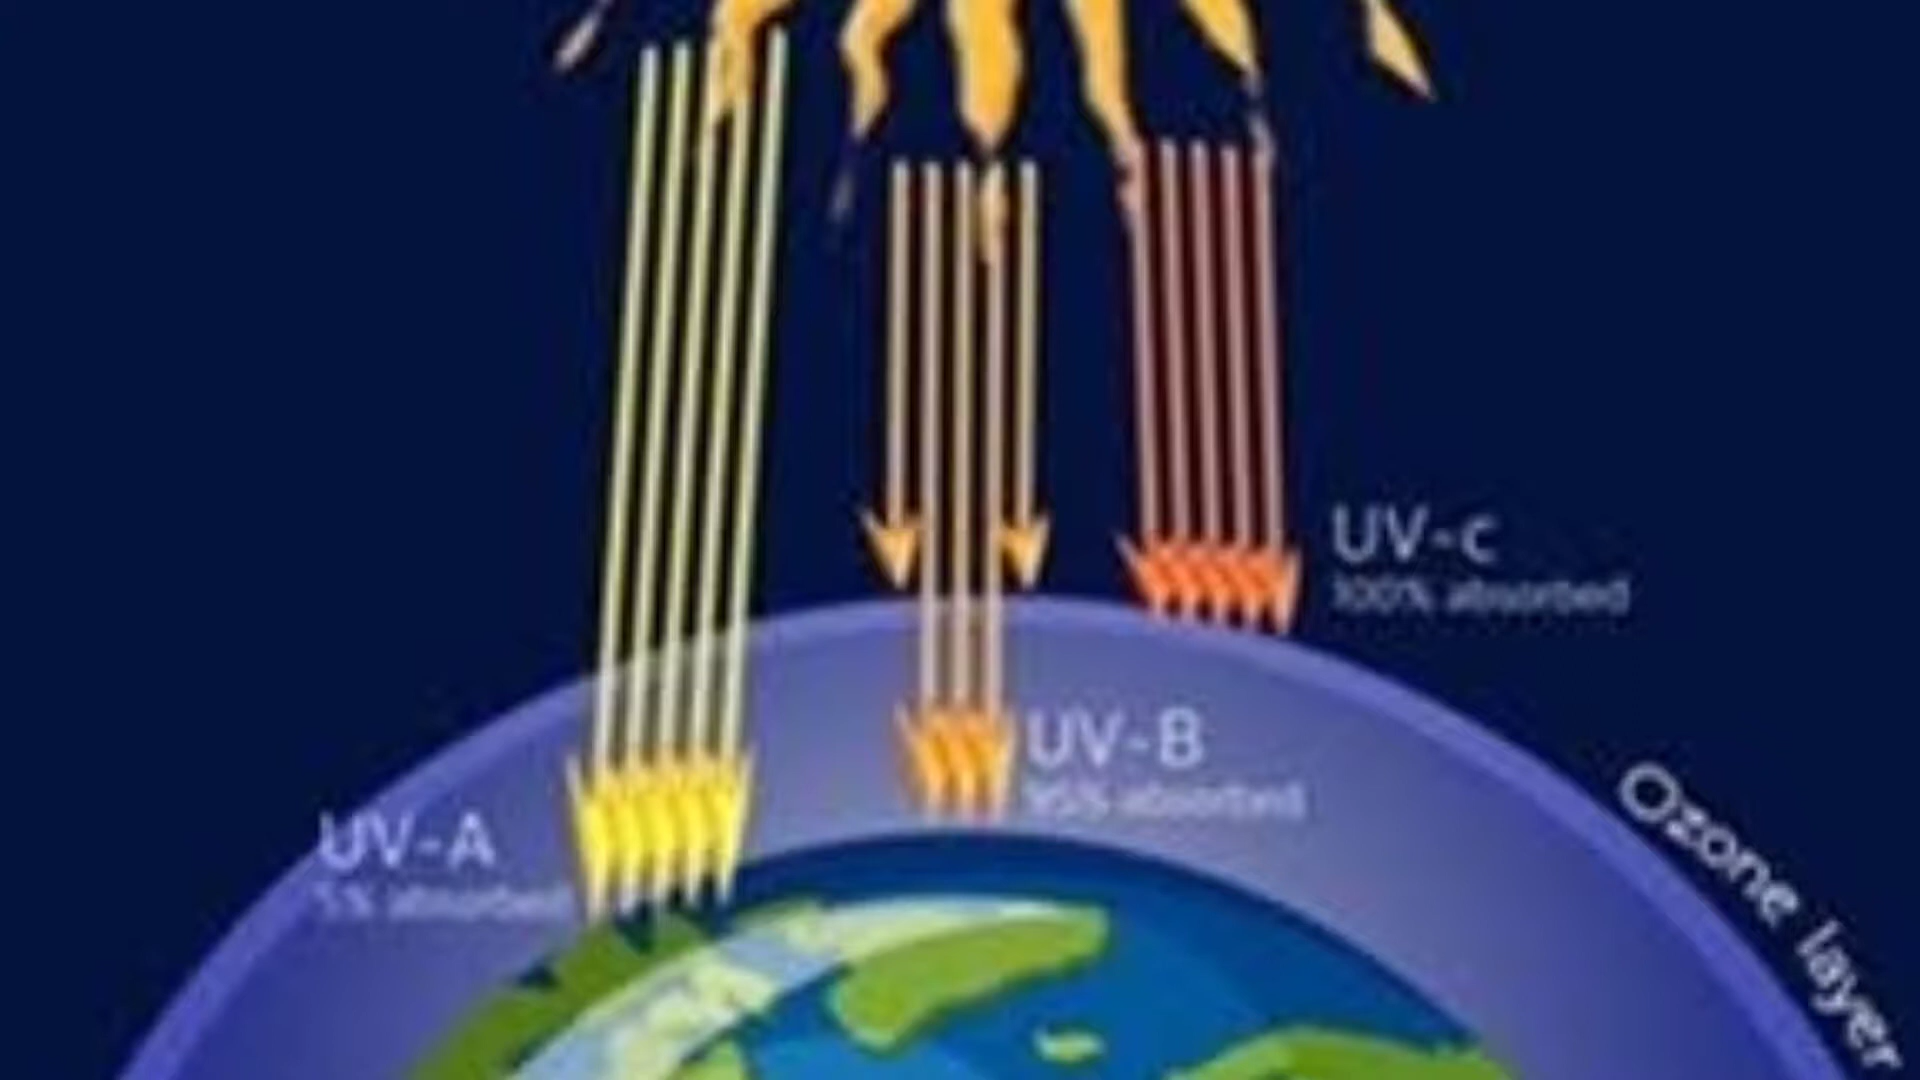 UV-c
100% absorbed
UV-B
95% absorbed
UV-A
5% absorbed
Ozone layer